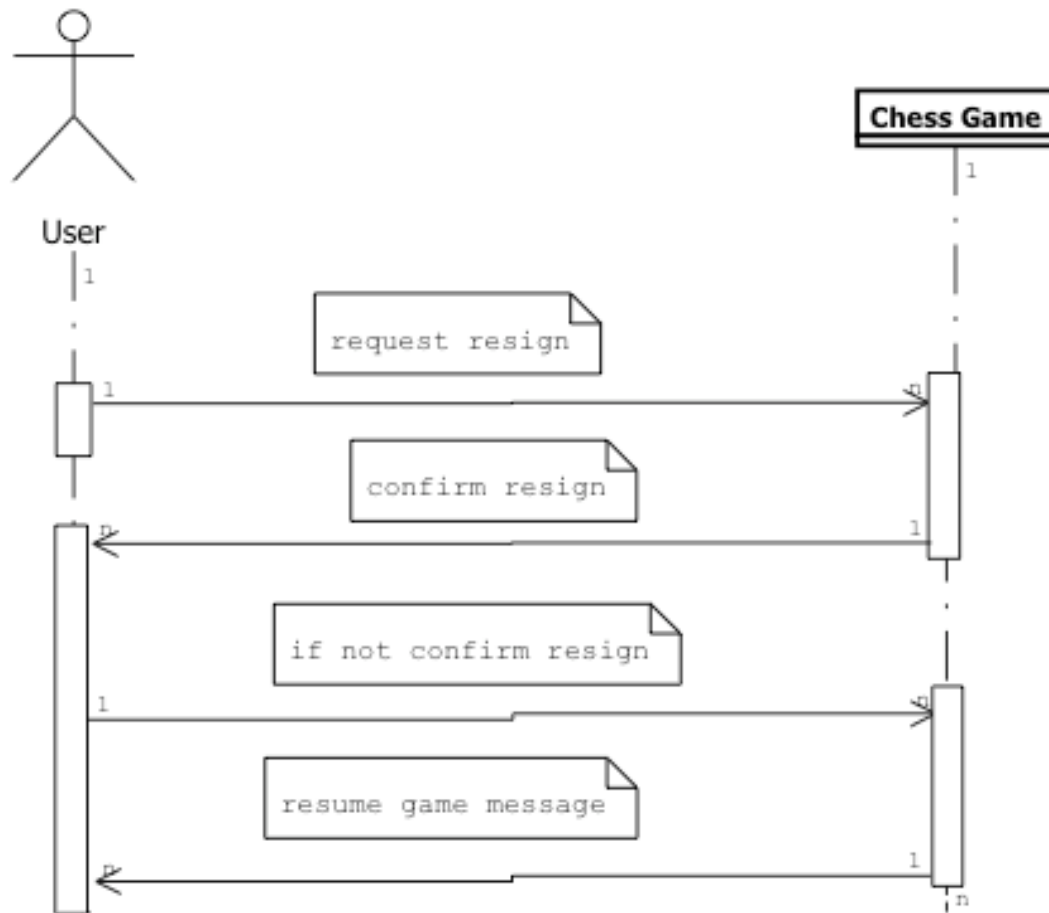 Chess Game
1
User
1
request resign
1 n
confirm resign
n 1
if not confirm resign
1 n
resume game message
n 1
n